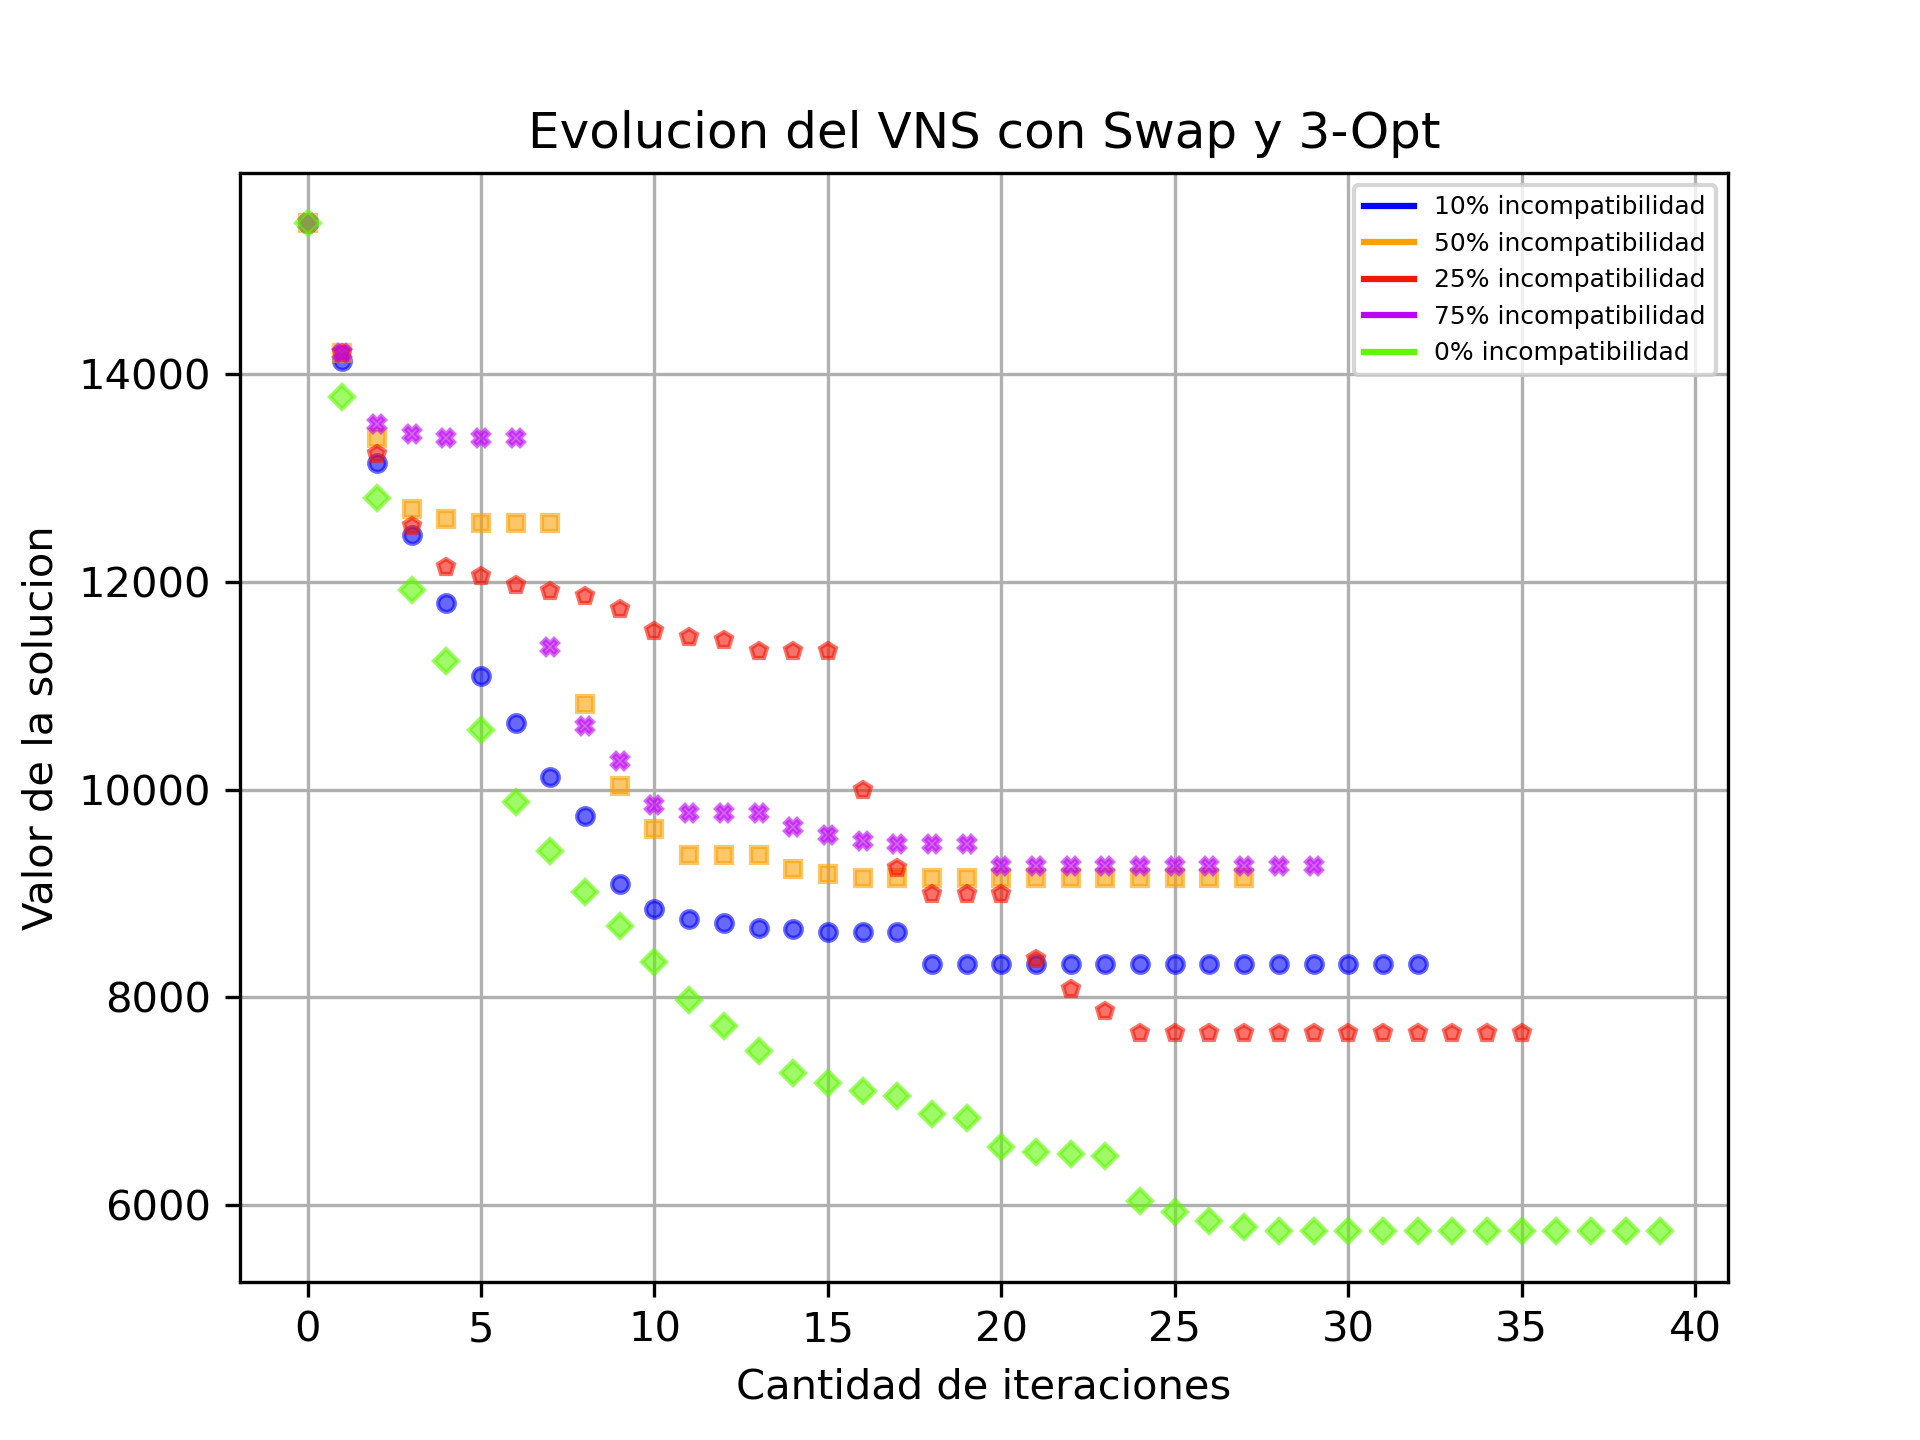 Evolucion del VNS con Swap y 3-Opt
10% incompatibilidad
50% incompatibilidad
25% incompatibilidad
75% incompatibilidad
0% incompatibilidad
Valor de la solucion
14000
12000
10000
8000
6000
0 5 10 15 20 25 30 35 40
Cantidad de iteraciones